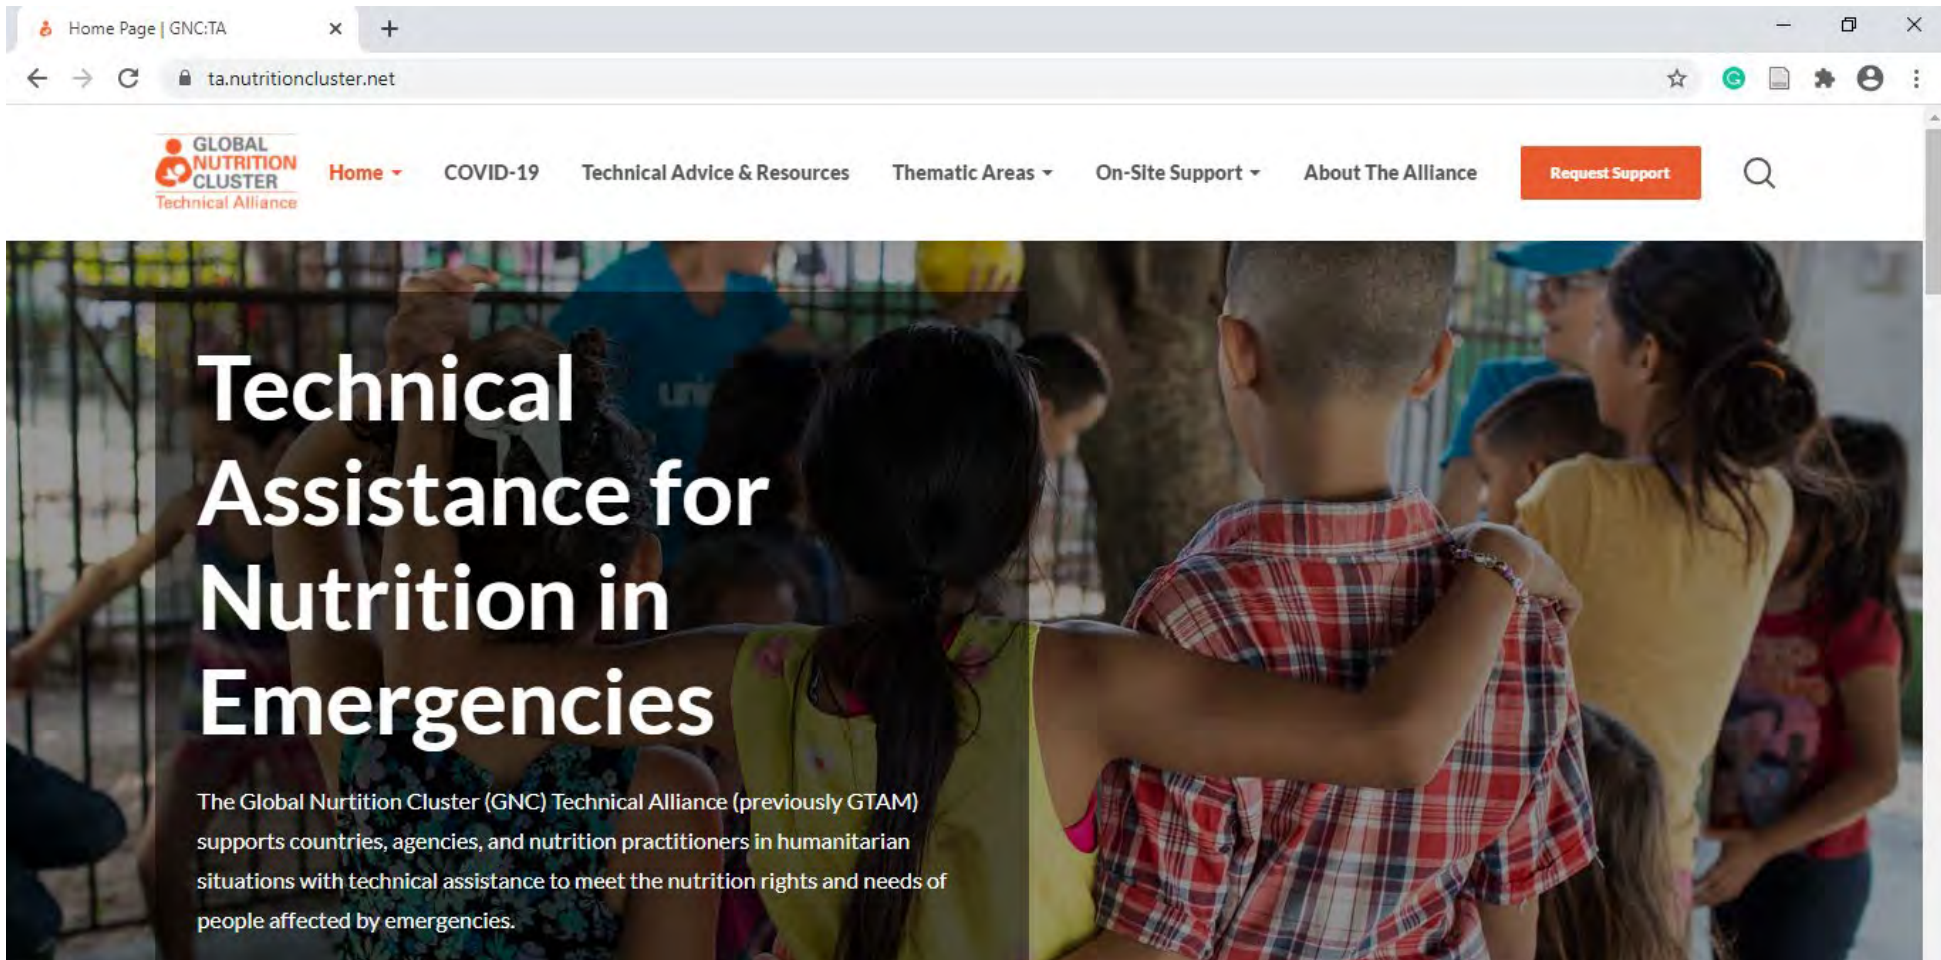 Home Page | GNC:TA
ta.nutritioncluster.net
GLOBAL
NUTRITION
CLUSTER
Technical Alliance
Home
COVID-19
Technical Advice & Resources
Thematic Areas
On-Site Support
About The Alliance
Request Support
Technical
Assistance for
Nutrition in
Emergencies
The Global Nurtition Cluster (GNC) Technical Alliance (previously GTAM)
supports countries, agencies, and nutrition practitioners in humanitarian
situations with technical assistance to meet the nutrition rights and needs of
people affected by emergencies.